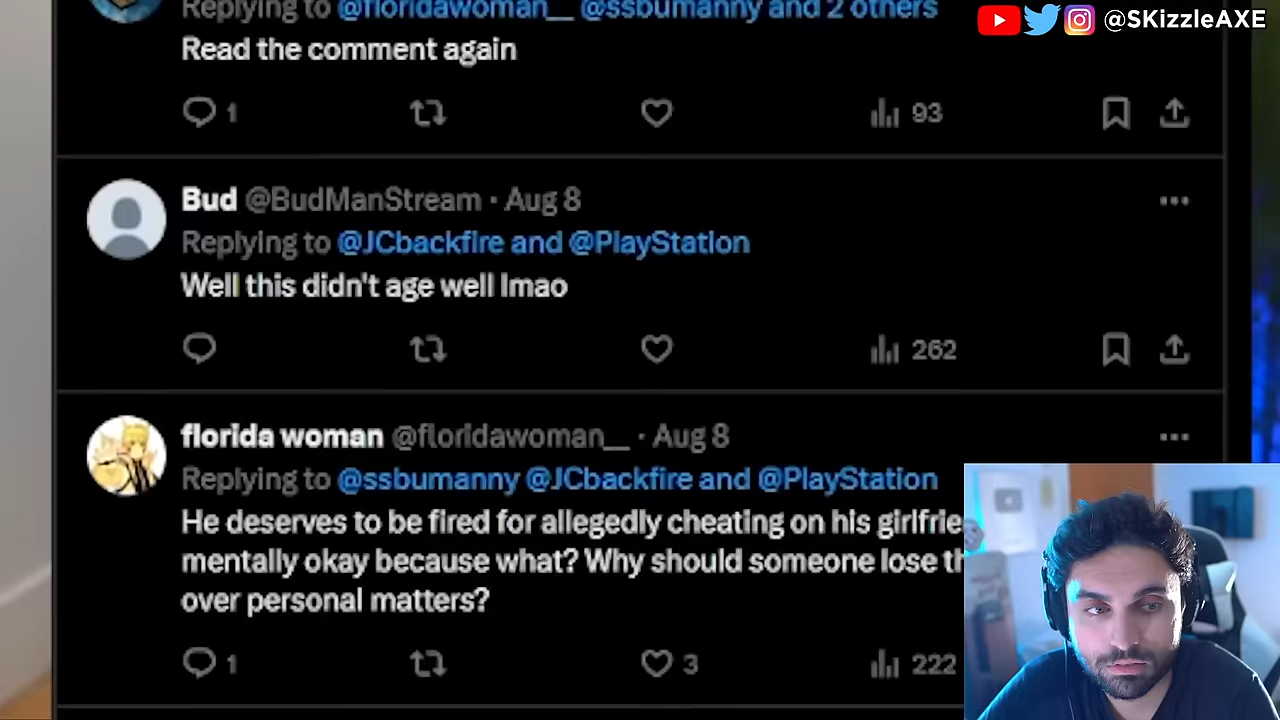 Replying to @floridawoman__ @ssbumanny and 2 others
@SKizzleAXE
Read the comment again
1
93
Bud @BudManStream · Aug 8
Replying to @JCbackfire and @PlayStation
Well this didn't age well lmao
262
florida woman @floridawoman__ · Aug 8
Replying to @ssbumanny @JCbackfire and @PlayStation
He deserves to be fired for allegedly cheating on his girlfrie
mentally okay because what? Why should someone lose th
over personal matters?
1
3
222